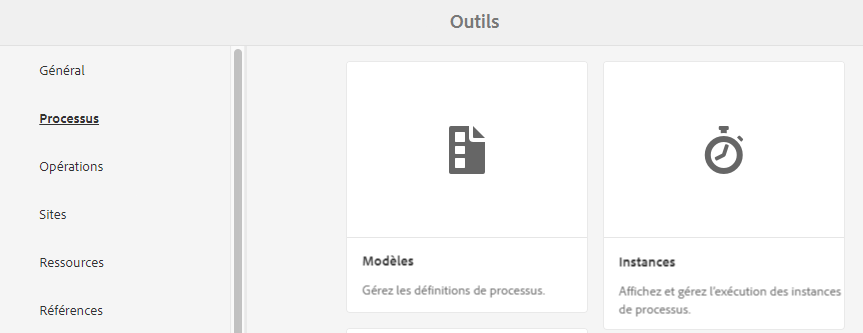 Outils
Général
Processus
Opérations
Sites
Ressources
Références
Modèles
Gérez les définitions de processus.
Instances
Affichez et gérez l'exécution des instances
de processus.